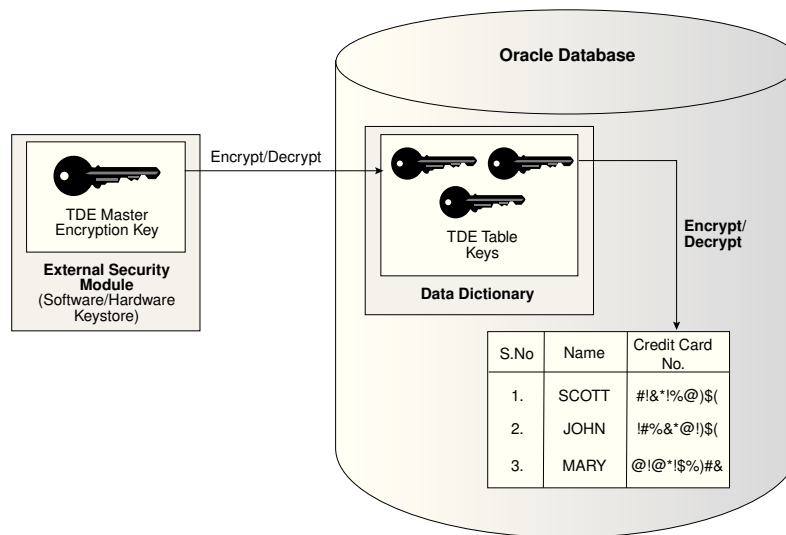 Oracle Database
Encrypt/Decrypt
TDE Master
Encryption Key
External Security
Module
(Software/Hardware
Keystore)
TDE Table
Keys
Data Dictionary
Encrypt/
Decrypt
S.No Name Credit Card No.
1. SCOTT #!&*!%@)$(
2. JOHN !#%&*@!)$(
3. MARY @!@*!$%)#&